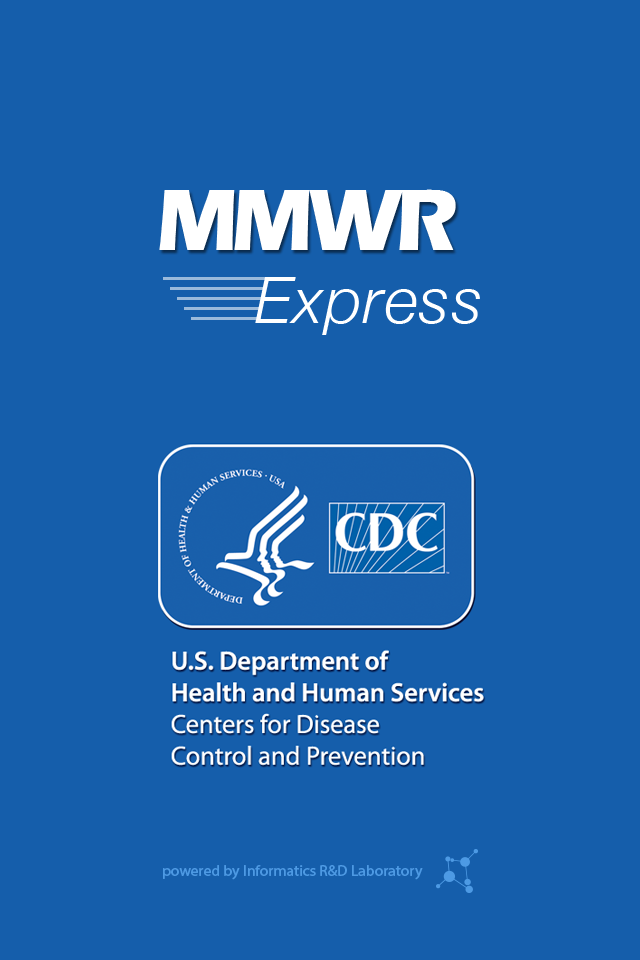 MMWR
Express
DEPARTMENT OF HEALTH & HUMAN SERVICES · USA
CDC
U.S. Department of
Health and Human Services
Centers for Disease
Control and Prevention
powered by Informatics R&D Laboratory